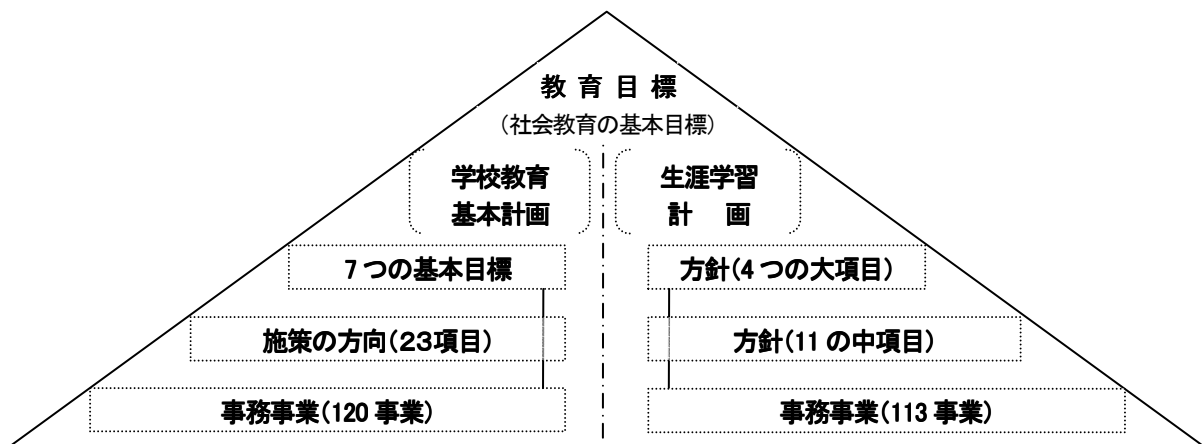 教 育 目 標
(社会教育の基本目標)
学校教育
基本計画
生涯学習
計 画
7つの基本目標
方針(4つの大項目)
施策の方向(23項目)
方針(11の中項目)
事務事業(120事業)
事務事業(113事業)